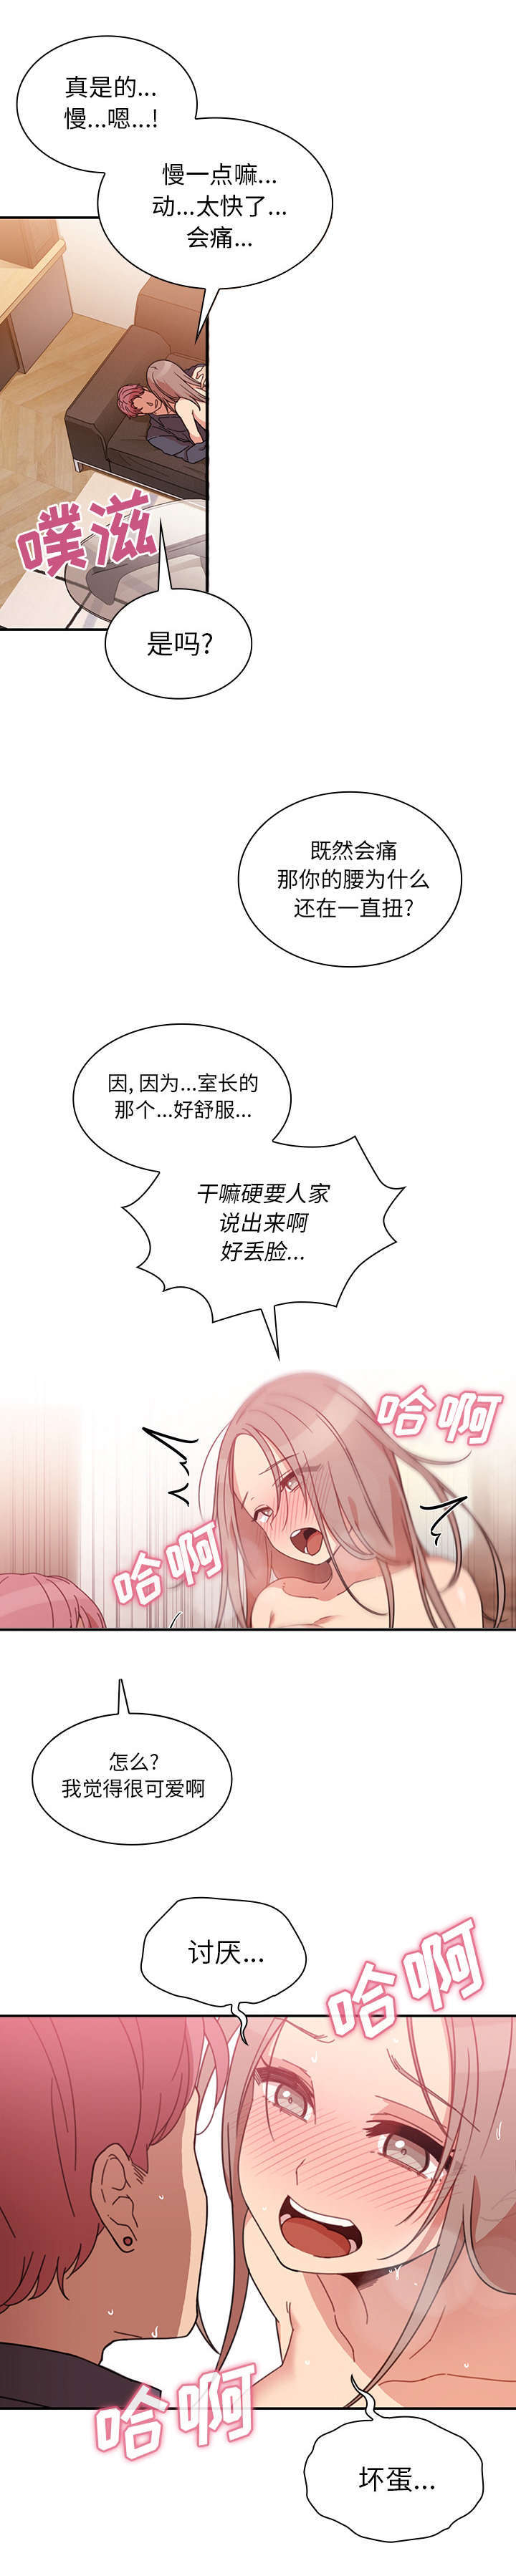 真是的...
慢...嗯...!
慢一点嘛...
动...太快了...
会痛...
噗滋
是吗?
既然会痛
那你的腰为什么
还在一直扭?
因, 因为...室长的
那个...好舒服...
干嘛硬要人家
说出来啊
好丢脸...
哈啊
哈啊
怎么?
我觉得很可爱啊
讨厌...
哈啊
哈啊
坏蛋...